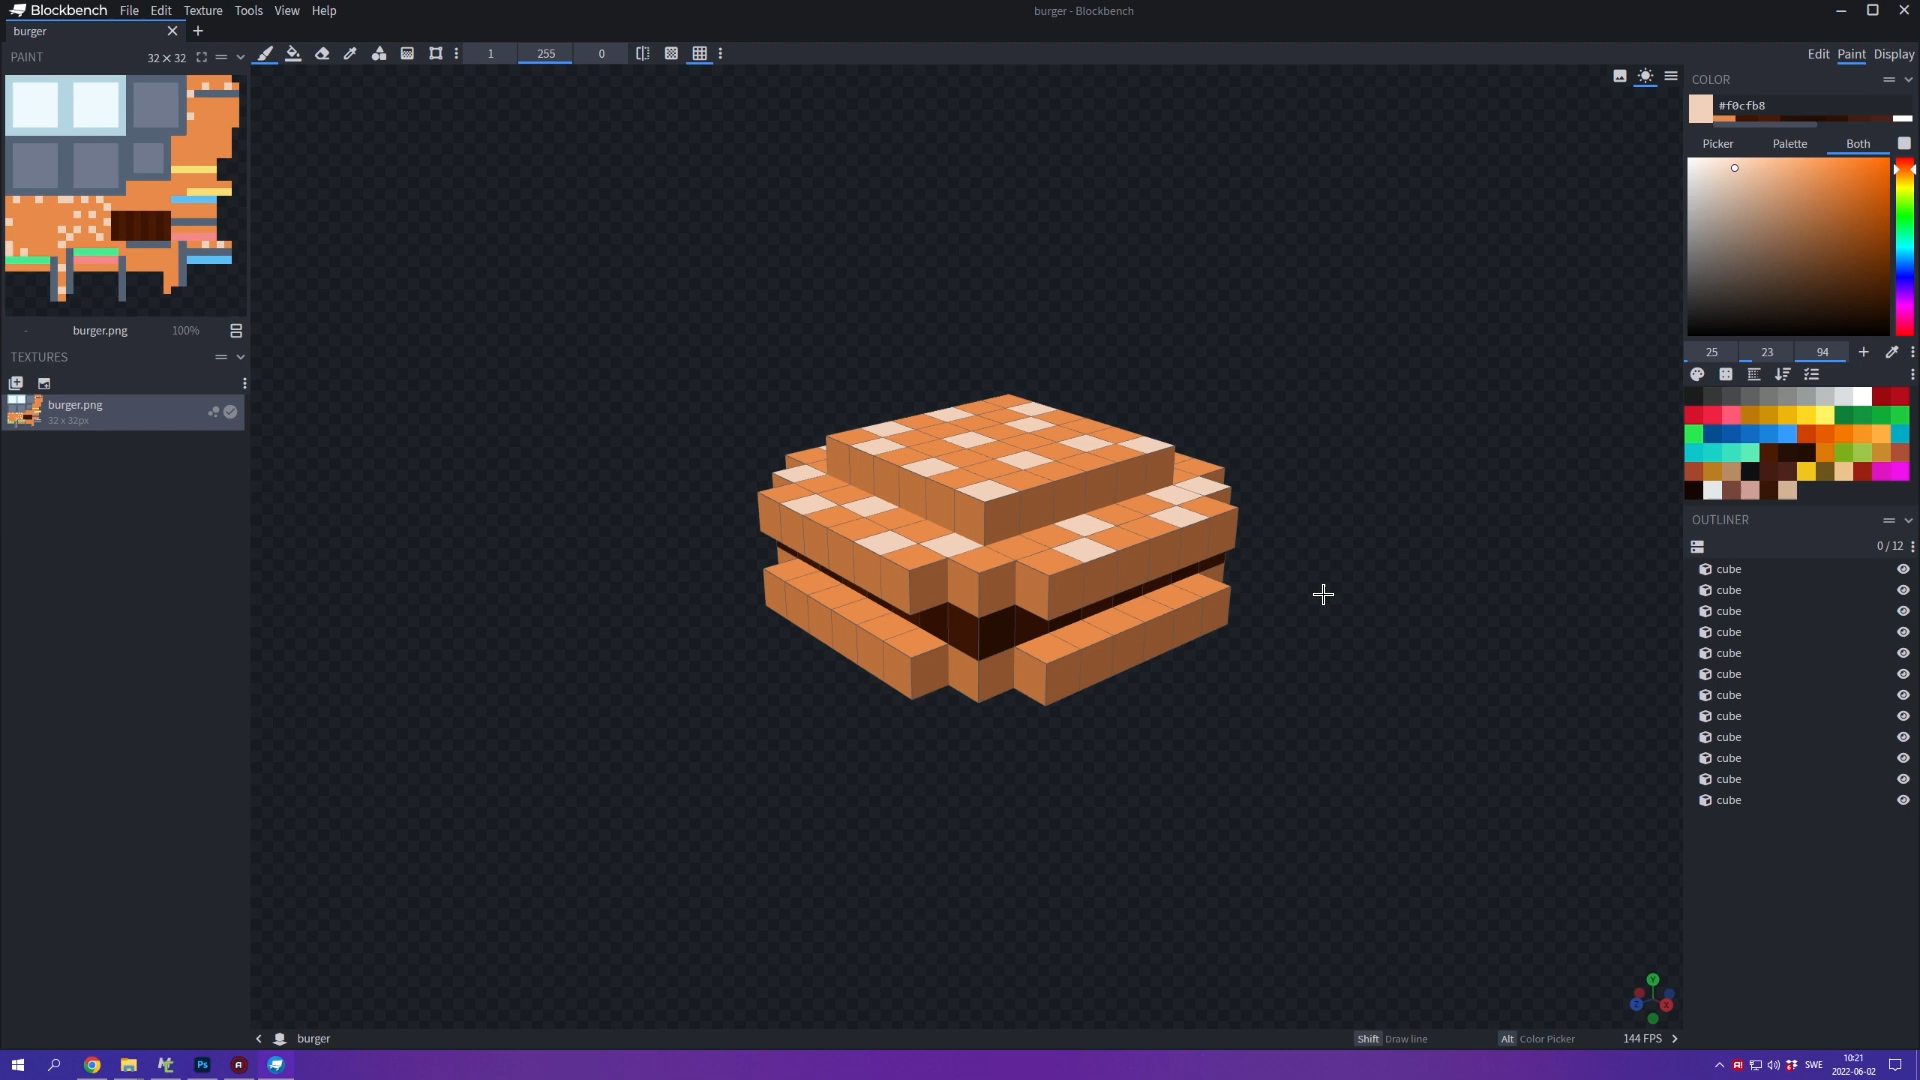 Blockbench File Edit Texture Tools View Help
burger - Blockbench
burger
PAINT 32 × 32
1 255 0
Edit Paint Display
COLOR
#f0cfb8
Picker Palette Both
burger.png 100%
25 23 94
TEXTURES
burger.png
32 x 32px
OUTLINER
0 / 12
cube
cube
cube
cube
cube
cube
cube
cube
cube
cube
cube
cube
burger
Shift Draw line Alt Color Picker 144 FPS
Ps
SWE
10:21
2022-06-02